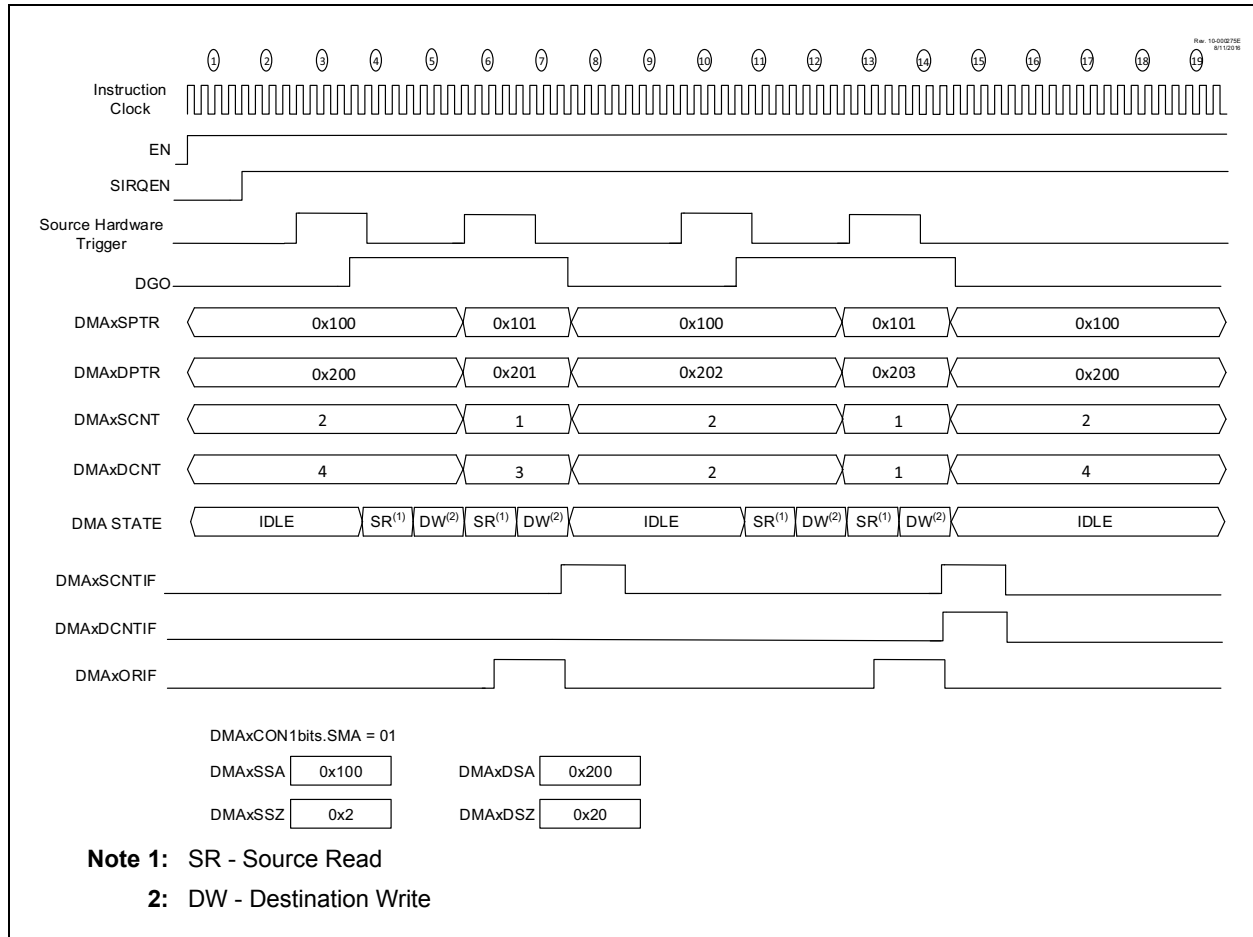 Rev. 10-000275E
8/11/2016
1 2 3 4 5 6 7 8 9 10 11 12 13 14 15 16 17 18 19
Instruction
Clock
EN
SIRQEN
Source Hardware
Trigger
DGO
DMAxSPTR 0x100 0x101 0x100 0x101 0x100
DMAxDPTR 0x200 0x201 0x202 0x203 0x200
DMAxSCNT 2 1 2 1 2
DMAxDCNT 4 3 2 1 4
DMA STATE IDLE SR(1) DW(2) SR(1) DW(2) IDLE SR(1) DW(2) SR(1) DW(2) IDLE
DMAxSCNTIF
DMAxDCNTIF
DMAxORIF
DMAxCON1bits.SMA = 01
DMAxSSA 0x100 DMAxDSA 0x200
DMAxSSZ 0x2 DMAxDSZ 0x20
Note 1: SR - Source Read
2: DW - Destination Write